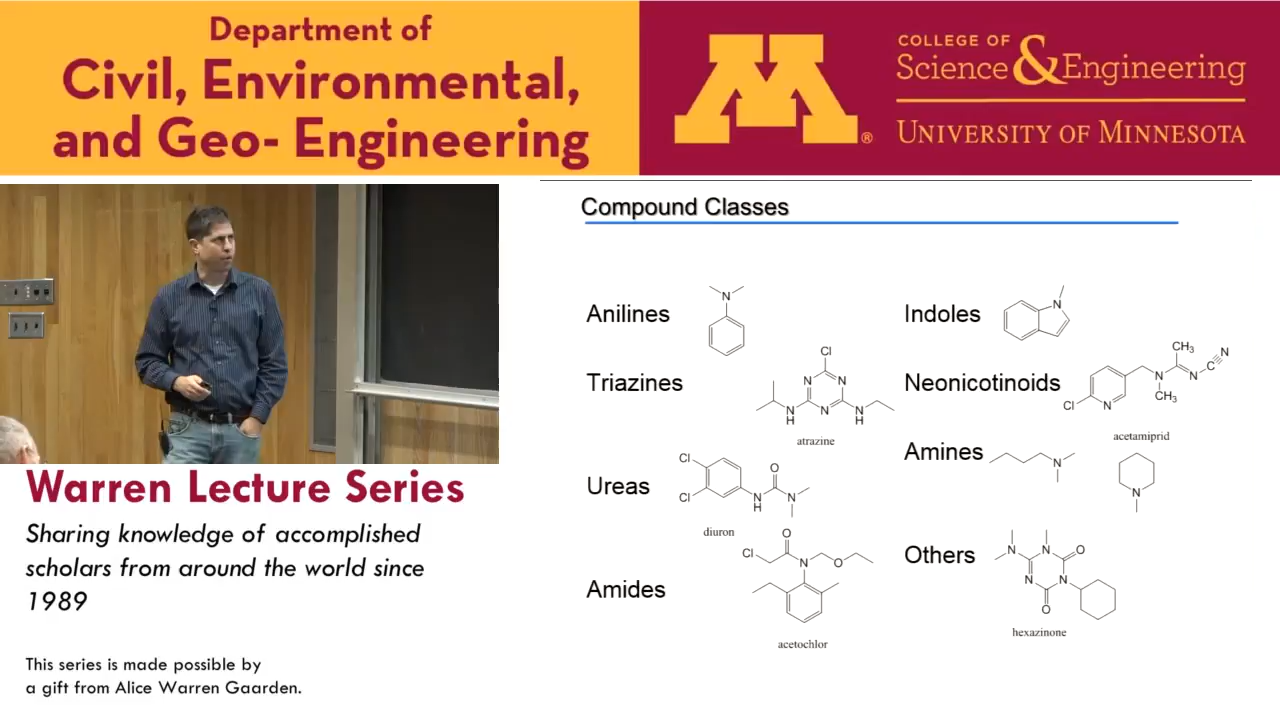 Department of
Civil, Environmental,
and Geo- Engineering
M ®
COLLEGE OF
Science & Engineering
UNIVERSITY OF MINNESOTA
Warren Lecture Series
Sharing knowledge of accomplished
scholars from around the world since
1989
This series is made possible by
a gift from Alice Warren Gaarden.
Compound Classes
Anilines
N
Triazines
Cl
N N
N N N
H H
atrazine
Ureas
Cl
Cl
O
N N
H
diuron
Amides
O
Cl
N O
acetochlor
Indoles
N
Neonicotinoids
CH3 N
C
N N
Cl N CH3
acetamiprid
Amines
N
N
Others
N N O
N N
O
hexazinone